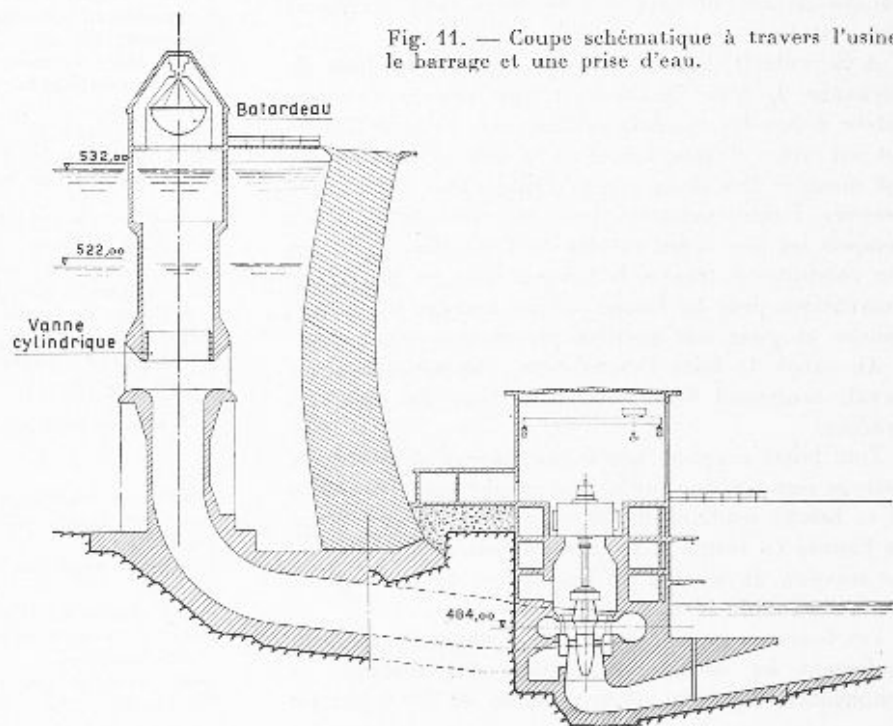 Fig. 11. — Coupe schématique à travers l'usine
le barrage et une prise d'eau.
Batardeau
532,00
522,00
Vanne
cylindrique
484,00